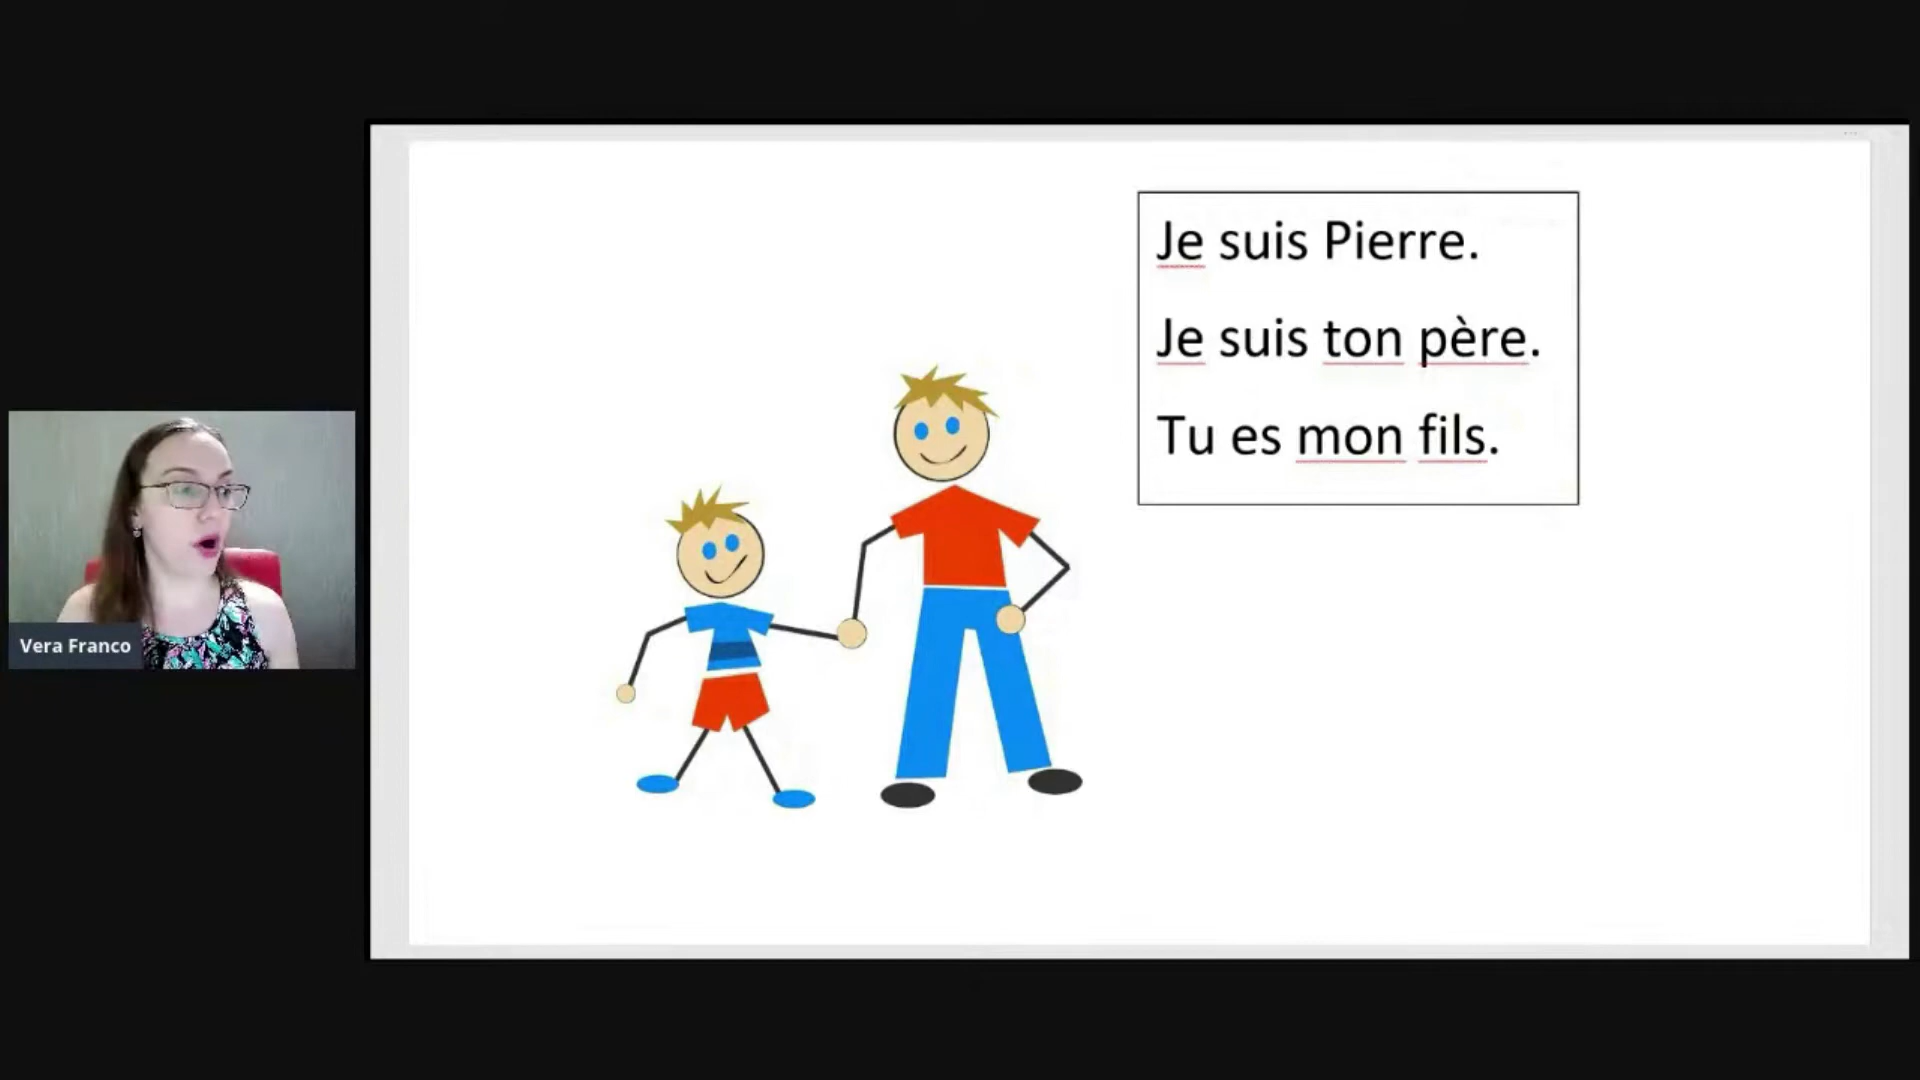 Je suis Pierre.
Je suis ton père.
Tu es mon fils.
Vera Franco